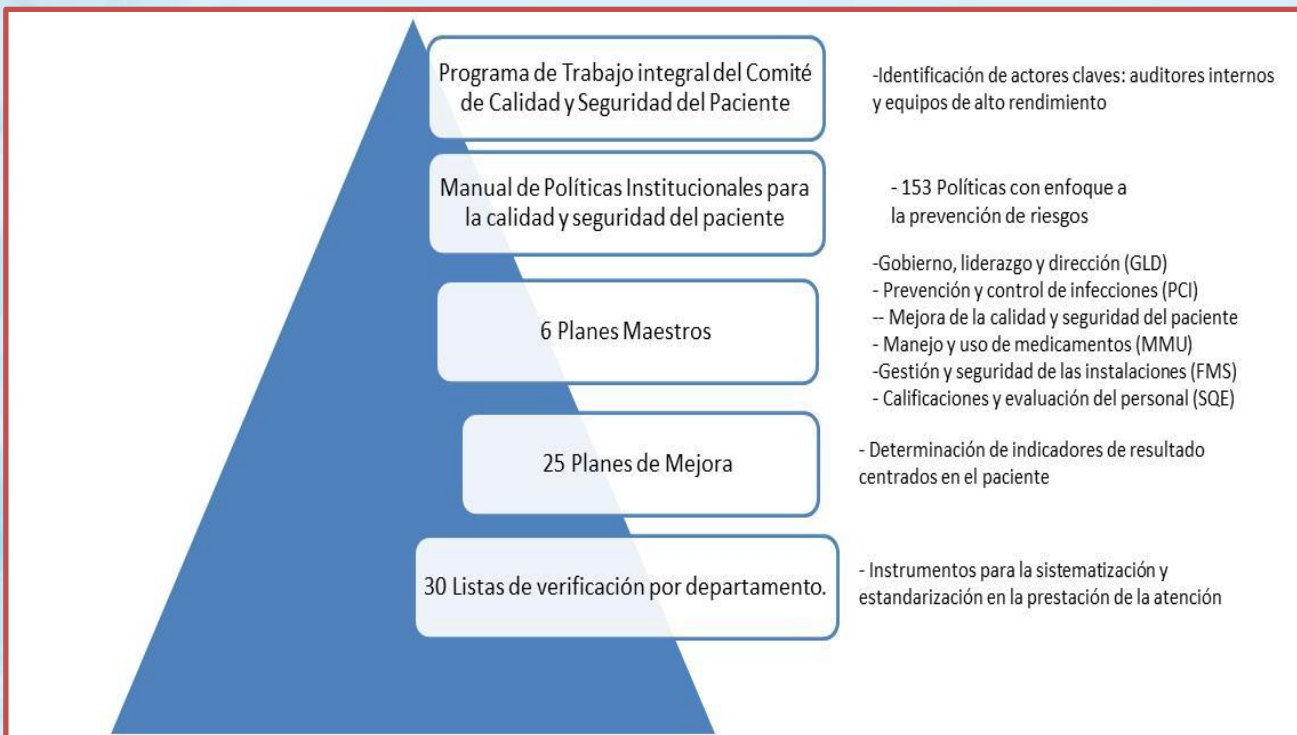 Programa de Trabajo integral del Comité
de Calidad y Seguridad del Paciente
-Identificación de actores claves: auditores internos
y equipos de alto rendimiento
Manual de Políticas Institucionales para
la calidad y seguridad del paciente
- 153 Políticas con enfoque a
la prevención de riesgos
6 Planes Maestros
-Gobierno, liderazgo y dirección (GLD)
- Prevención y control de infecciones (PCI)
-- Mejora de la calidad y seguridad del paciente
- Manejo y uso de medicamentos (MMU)
-Gestión y seguridad de las instalaciones (FMS)
- Calificaciones y evaluación del personal (SQE)
25 Planes de Mejora
- Determinación de indicadores de resultado
centrados en el paciente
30 Listas de verificación por departamento.
- Instrumentos para la sistematización y
estandarización en la prestación de la atención